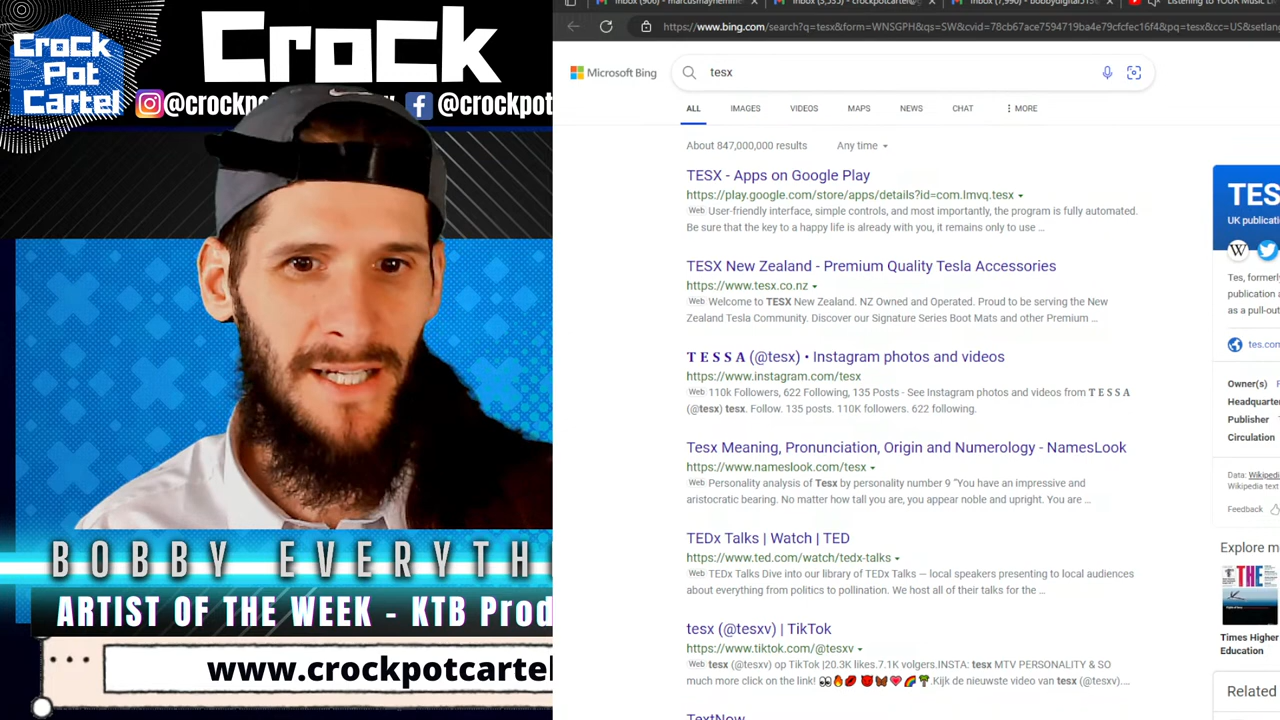 Crock
Pot
Cartel
Crock
@crockpo
@crockpot
BOBBY EVERYTH
ARTIST OF THE WEEK - KTB Prod
www.crockpotcartel
https://www.bing.com/search?q=tesx&form=WNSGPH&qs=SW&cvid=78cb67ace7594719ba4e79cfcfec16f4&pq=tesx&cc=US&setlang
Microsoft Bing
tesx
ALL IMAGES VIDEOS MAPS NEWS CHAT MORE
About 847,000,000 results Any time
TESX - Apps on Google Play
https://play.google.com/store/apps/details?id=com.lmvq.tesx
Web User-friendly interface, simple controls, and most importantly, the program is fully automated.
Be sure that the key to a happy life is already with you, it remains only to use ...
TESX New Zealand - Premium Quality Tesla Accessories
https://www.tesx.co.nz
Web Welcome to TESX New Zealand. NZ Owned and Operated. Proud to be serving the New
Zealand Tesla Community. Discover our Signature Series Boot Mats and other Premium ...
T E S S A (@tesx) • Instagram photos and videos
https://www.instagram.com/tesx
Web 110k Followers, 622 Following, 135 Posts - See Instagram photos and videos from T E S S A
(@tesx) tesx. Follow. 135 posts. 110K followers. 622 following.
Tesx Meaning, Pronunciation, Origin and Numerology - NamesLook
https://www.nameslook.com/tesx
Web Personality analysis of Tesx by personality number 9 "You have an impressive and
aristocratic bearing. No matter how tall you are, you appear noble and upright. You are ...
TEDx Talks | Watch | TED
https://www.ted.com/watch/tedx-talks
Web TEDx Talks Dive into our library of TEDx Talks — local speakers presenting to local audiences
about everything from politics to pollination. We host all of their talks for the ...
tesx (@tesxv) | TikTok
https://www.tiktok.com/@tesxv
Web tesx (@tesxv) op TikTok |20.3K likes.7.1K volgers.INSTA: tesx MTV PERSONALITY & SO
much more click on the link! 👀🔥💋😈🦋💗🌈🌳.Kijk de nieuwste video van tesx (@tesxv)....
TextNow
TES
UK publicatio
W
Tes, formerly
publication a
as a pull-out
tes.com
Owner(s)
Headquarter
Publisher
Circulation
Data: Wikipedi
Wikipedia text
Feedback
Explore m
THE
Times Higher
Education
Related